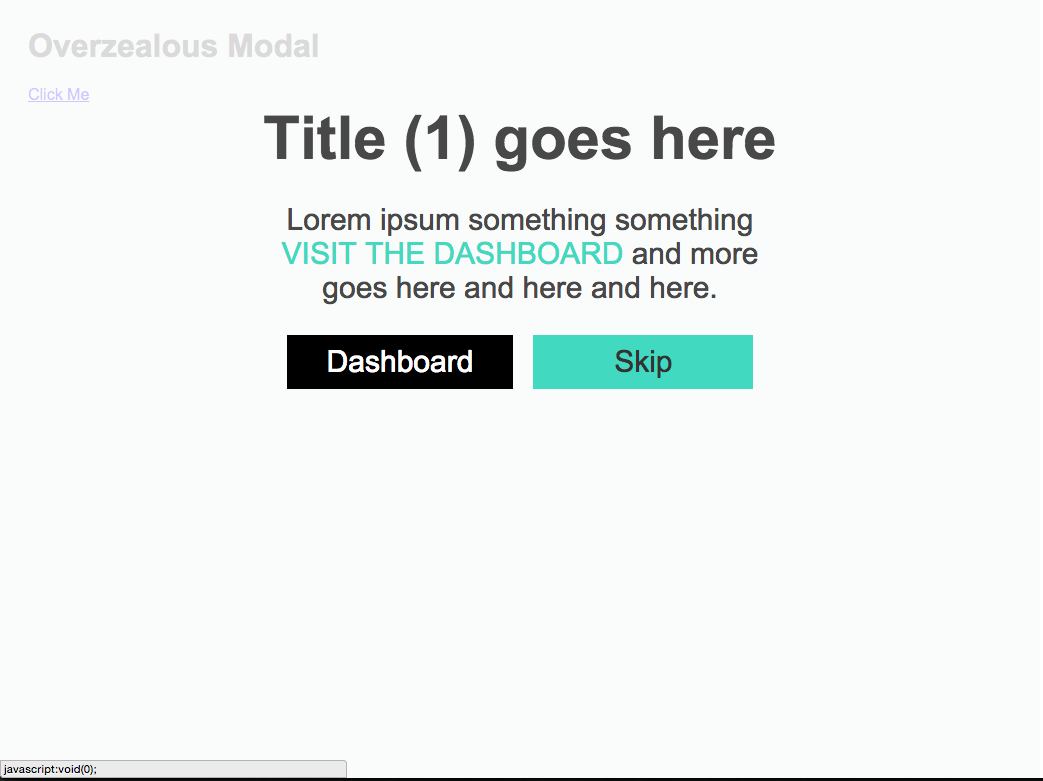 Overzealous Modal
Click Me
Title (1) goes here
Lorem ipsum something something
VISIT THE DASHBOARD and more
goes here and here and here.
Dashboard
Skip
javascript:void(0);